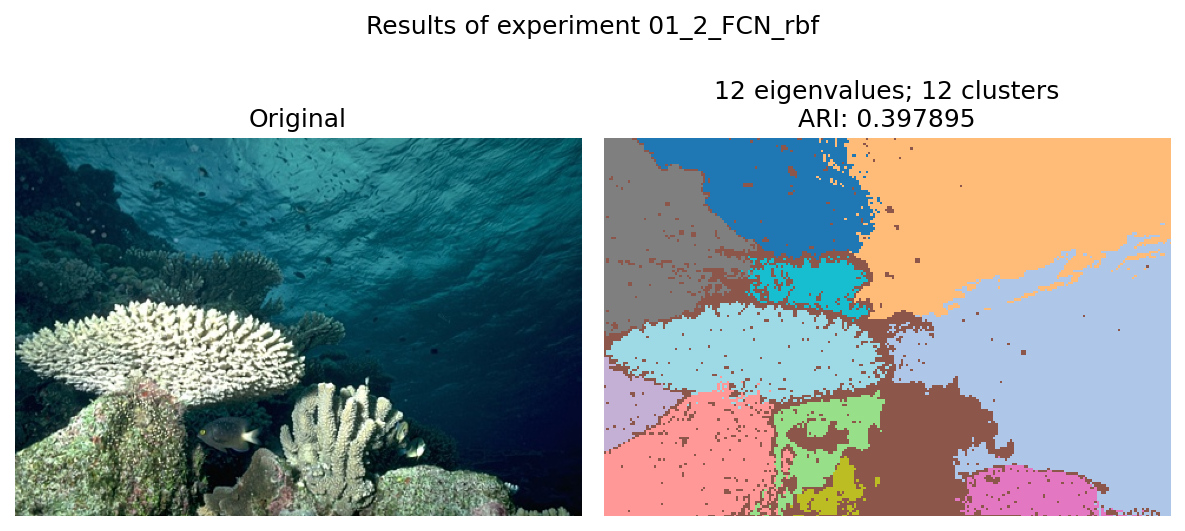 Results of experiment 01_2_FCN_rbf
Original
12 eigenvalues; 12 clusters
ARI: 0.397895